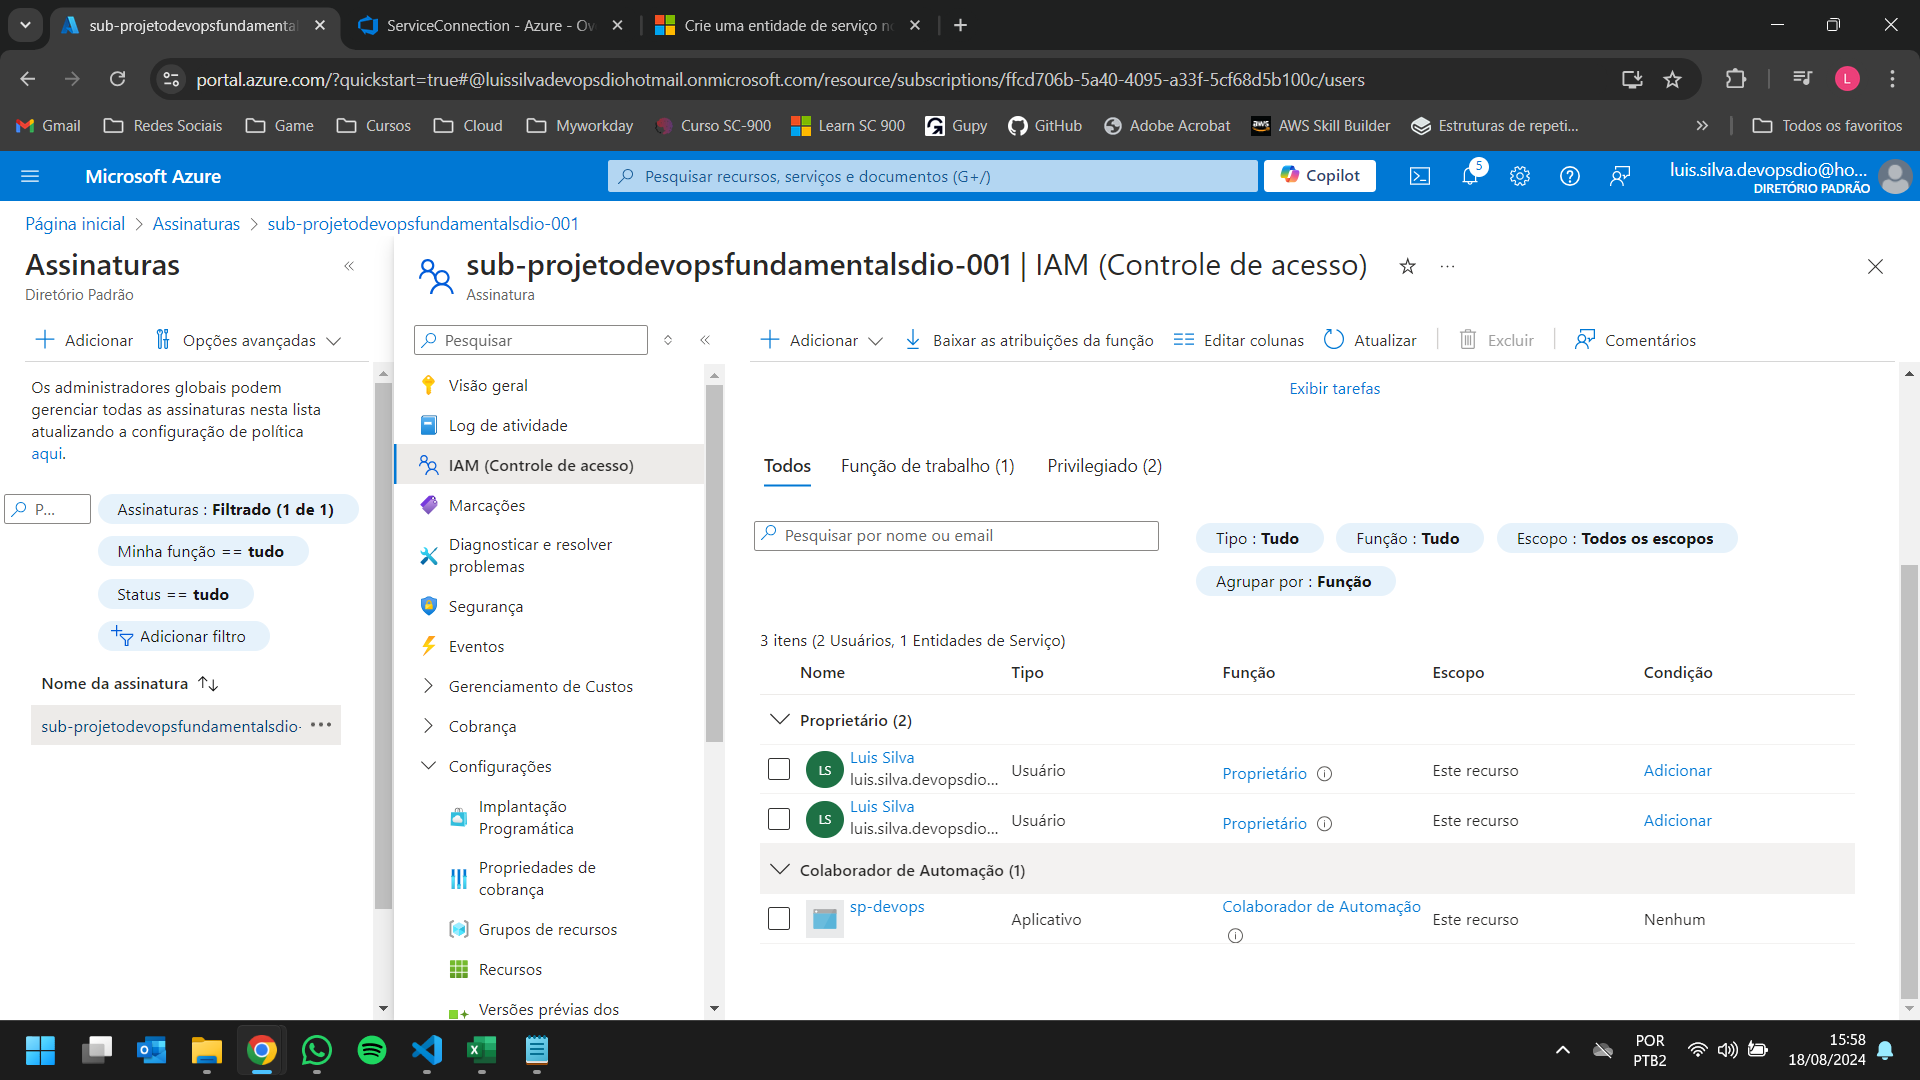 sub-projetodevopsfundamental
ServiceConnection - Azure - Ov
Crie uma entidade de serviço n
portal.azure.com/?quickstart=true#@luissilvadevopsdiohotmail.onmicrosoft.com/resource/subscriptions/ffcd706b-5a40-4095-a33f-5cf68d5b100c/users
L
Gmail
Redes Sociais
Game
Cursos
Cloud
Myworkday
Curso SC-900
Learn SC 900
Gupy
GitHub
Adobe Acrobat
aws
AWS Skill Builder
Estruturas de repeti...
Todos os favoritos
Microsoft Azure
Pesquisar recursos, serviços e documentos (G+/)
Copilot
5
luis.silva.devopsdio@ho...
DIRETÓRIO PADRÃO
Página inicial > Assinaturas > sub-projetodevopsfundamentalsdio-001
Assinaturas
Diretório Padrão
Adicionar
Opções avançadas
Os administradores globais podem
gerenciar todas as assinaturas nesta lista
atualizando a configuração de política
aqui.
P...
Assinaturas : Filtrado (1 de 1)
Minha função == tudo
Status == tudo
Adicionar filtro
Nome da assinatura
sub-projetodevopsfundamentalsdio-
sub-projetodevopsfundamentalsdio-001 | IAM (Controle de acesso)
Assinatura
Pesquisar
Visão geral
Log de atividade
IAM (Controle de acesso)
Marcações
Diagnosticar e resolver
problemas
Segurança
Eventos
Gerenciamento de Custos
Cobrança
Configurações
Implantação
Programática
Propriedades de
cobrança
Grupos de recursos
Recursos
Versões prévias dos
Adicionar
Baixar as atribuições da função
Editar colunas
Atualizar
Excluir
Comentários
Exibir tarefas
Todos
Função de trabalho (1)
Privilegiado (2)
Pesquisar por nome ou email
Tipo : Tudo
Função : Tudo
Escopo : Todos os escopos
Agrupar por : Função
3 itens (2 Usuários, 1 Entidades de Serviço)
Nome Tipo Função Escopo Condição
Proprietário (2)
LS
Luis Silva
luis.silva.devopsdio...
Usuário
Proprietário
Este recurso
Adicionar
LS
Luis Silva
luis.silva.devopsdio...
Usuário
Proprietário
Este recurso
Adicionar
Colaborador de Automação (1)
sp-devops
Aplicativo
Colaborador de Automação
Este recurso
Nenhum
POR
PTB2
15:58
18/08/2024